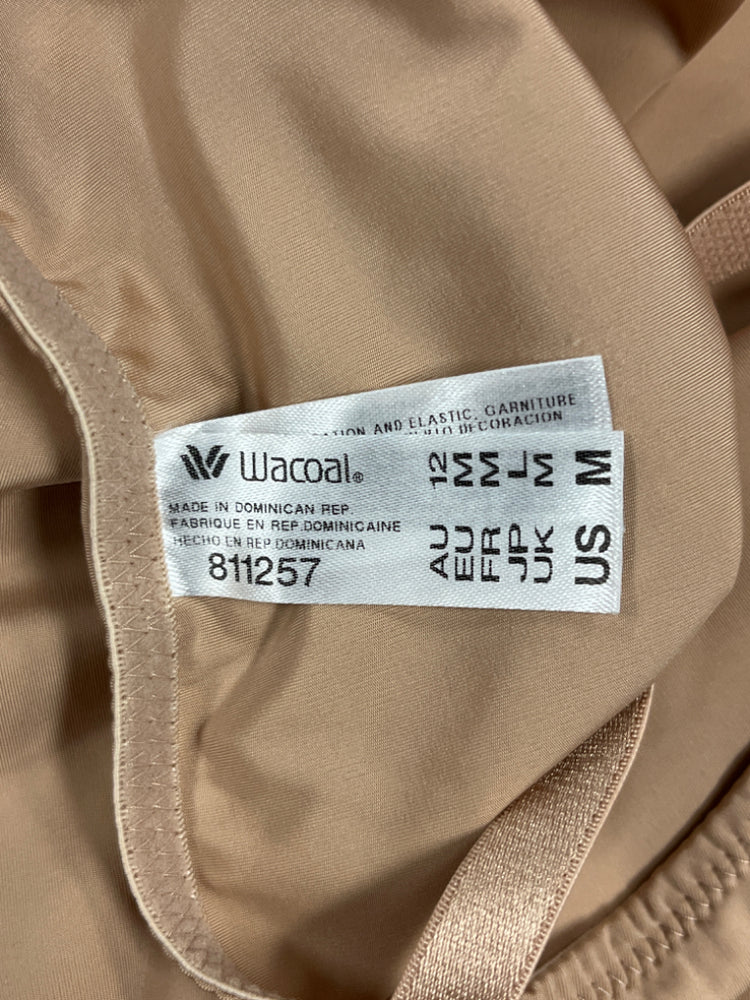 AND ELASTIC, GARNITURE
DECORACION
Wacoal®
MADE IN DOMINICAN REP.
FABRIQUE EN REP.DOMINICAINE
HECHO EN REP.DOMINICANA
811257
AU 12
EU M
FR M
JP L
UK M
US M